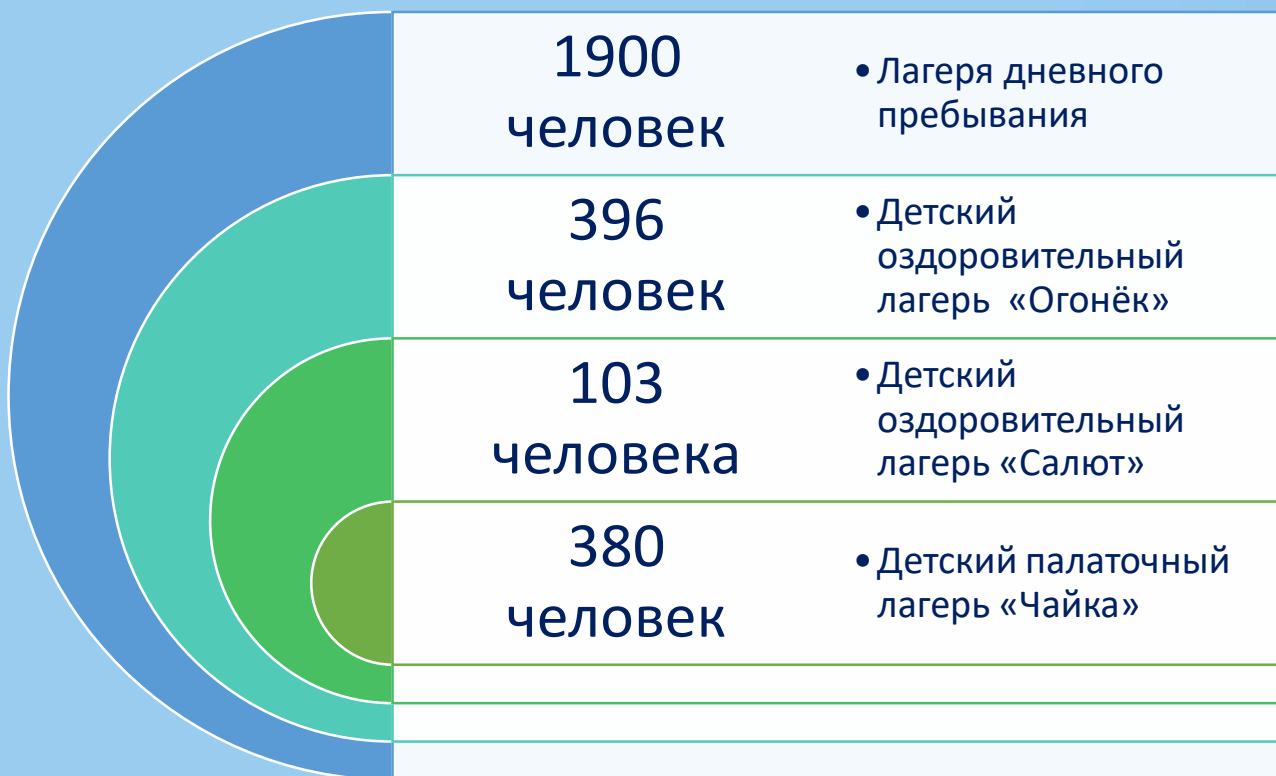 1900
человек
• Лагеря дневного
пребывания
396
человек
• Детский
оздоровительный
лагерь «Огонёк»
103
человека
• Детский
оздоровительный
лагерь «Салют»
380
человек
• Детский палаточный
лагерь «Чайка»